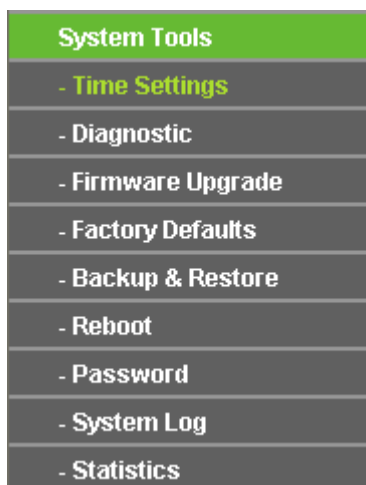 System Tools
- Time Settings
- Diagnostic
- Firmware Upgrade
- Factory Defaults
- Backup & Restore
- Reboot
- Password
- System Log
- Statistics